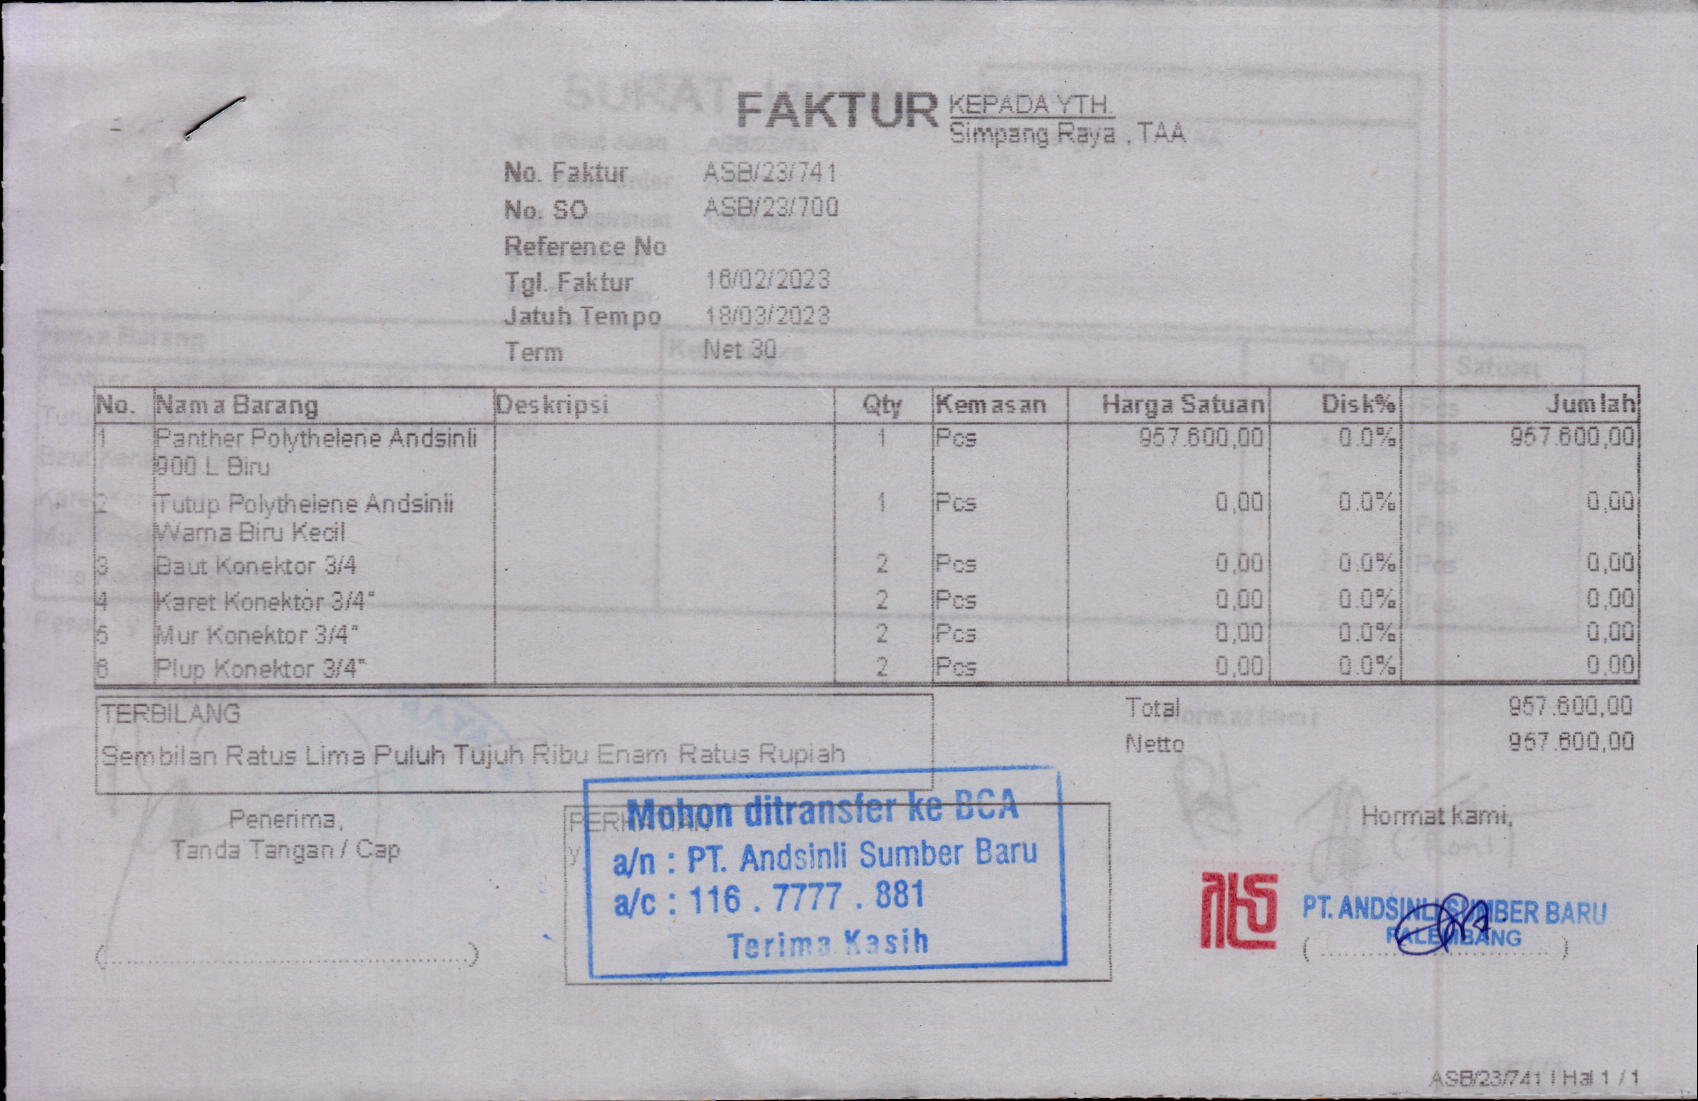 FAKTUR
KEPADA YTH.
Simpang Raya , TAA
No. Faktur ASB/23/741
No. SO ASB/23/700
Reference No
Tgl. Faktur 16/02/2023
Jatuh Tempo 18/03/2023
Term Net 30
No. Nama Barang Deskripsi Qty Kemasan Harga Satuan Disk% Jumlah
1 Panther Polythelene Andsinli 1 Pcs 957.600,00 0.0% 957.600,00
900 L Biru
2 Tutup Polythelene Andsinli 1 Pcs 0,00 0.0% 0,00
Warna Biru Kecil
3 Baut Konektor 3/4 2 Pcs 0,00 0.0% 0,00
4 Karet Konektor 3/4" 2 Pcs 0,00 0.0% 0,00
5 Mur Konektor 3/4" 2 Pcs 0,00 0.0% 0,00
6 Plup Konektor 3/4" 2 Pcs 0,00 0.0% 0,00
TERBILANG
Sembilan Ratus Lima Puluh Tujuh Ribu Enam Ratus Rupiah
Total 957.600,00
Netto 957.600,00
Penerima,
Tanda Tangan / Cap
(..........................................)
PERHATIAN
y
Mohon ditransfer ke BCA
a/n : PT. Andsinli Sumber Baru
a/c : 116 . 7777 . 881
Terima Kasih
Hormat kami,
PT. ANDSINLI SUMBER BARU
PALEMBANG
(..............................)
ASB/23/741 | Hal 1 / 1